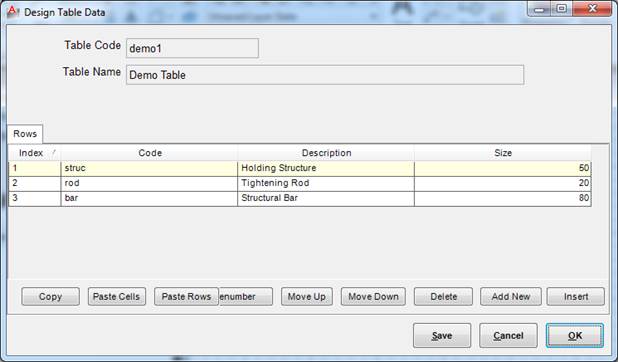 Design Table Data
Table Code demo1
Table Name Demo Table
Rows
Index Code Description Size
1 struc Holding Structure 50
2 rod Tightening Rod 20
3 bar Structural Bar 80
Copy Paste Cells Paste Rows enumber Move Up Move Down Delete Add New Insert
Save Cancel OK